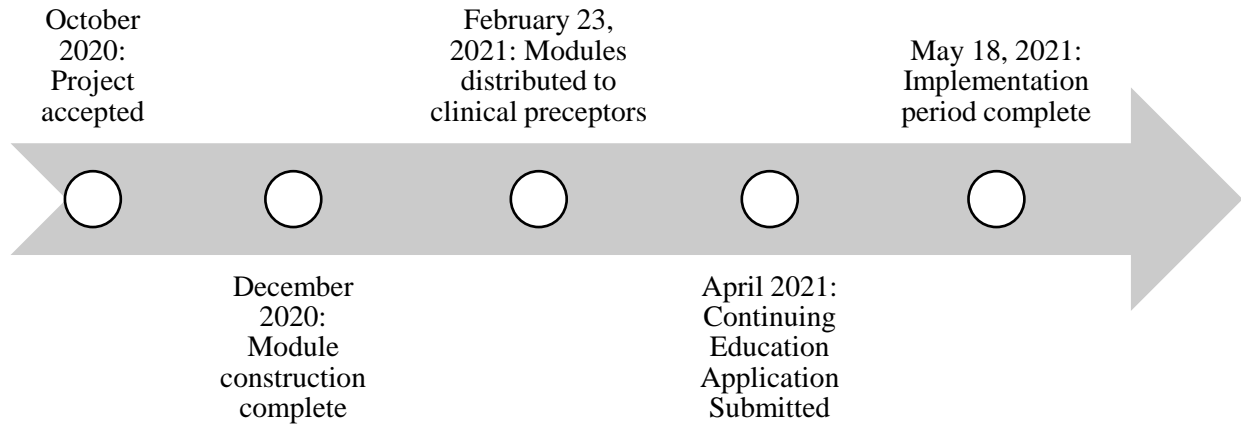 October
2020:
Project
accepted
December
2020:
Module
construction
complete
February 23,
2021: Modules
distributed to
clinical preceptors
April 2021:
Continuing
Education
Application
Submitted
May 18, 2021:
Implementation
period complete